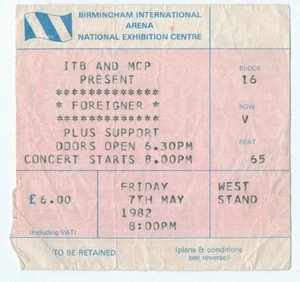 BIRMINGHAM INTERNATIONAL
ARENA
NATIONAL EXHIBITION CENTRE
ITB AND MCP
PRESENT
*************
* FOREIGNER *
*************
PLUS SUPPORT
DOORS OPEN 6.30PM
CONCERT STARTS 8.00PM
BLOCK
16
ROW
V
SEAT
65
£6.00
(Including VAT)
FRIDAY
7TH MAY
1982
8:00PM
WEST
STAND
TO BE RETAINED
(plans & conditions
see reverse)